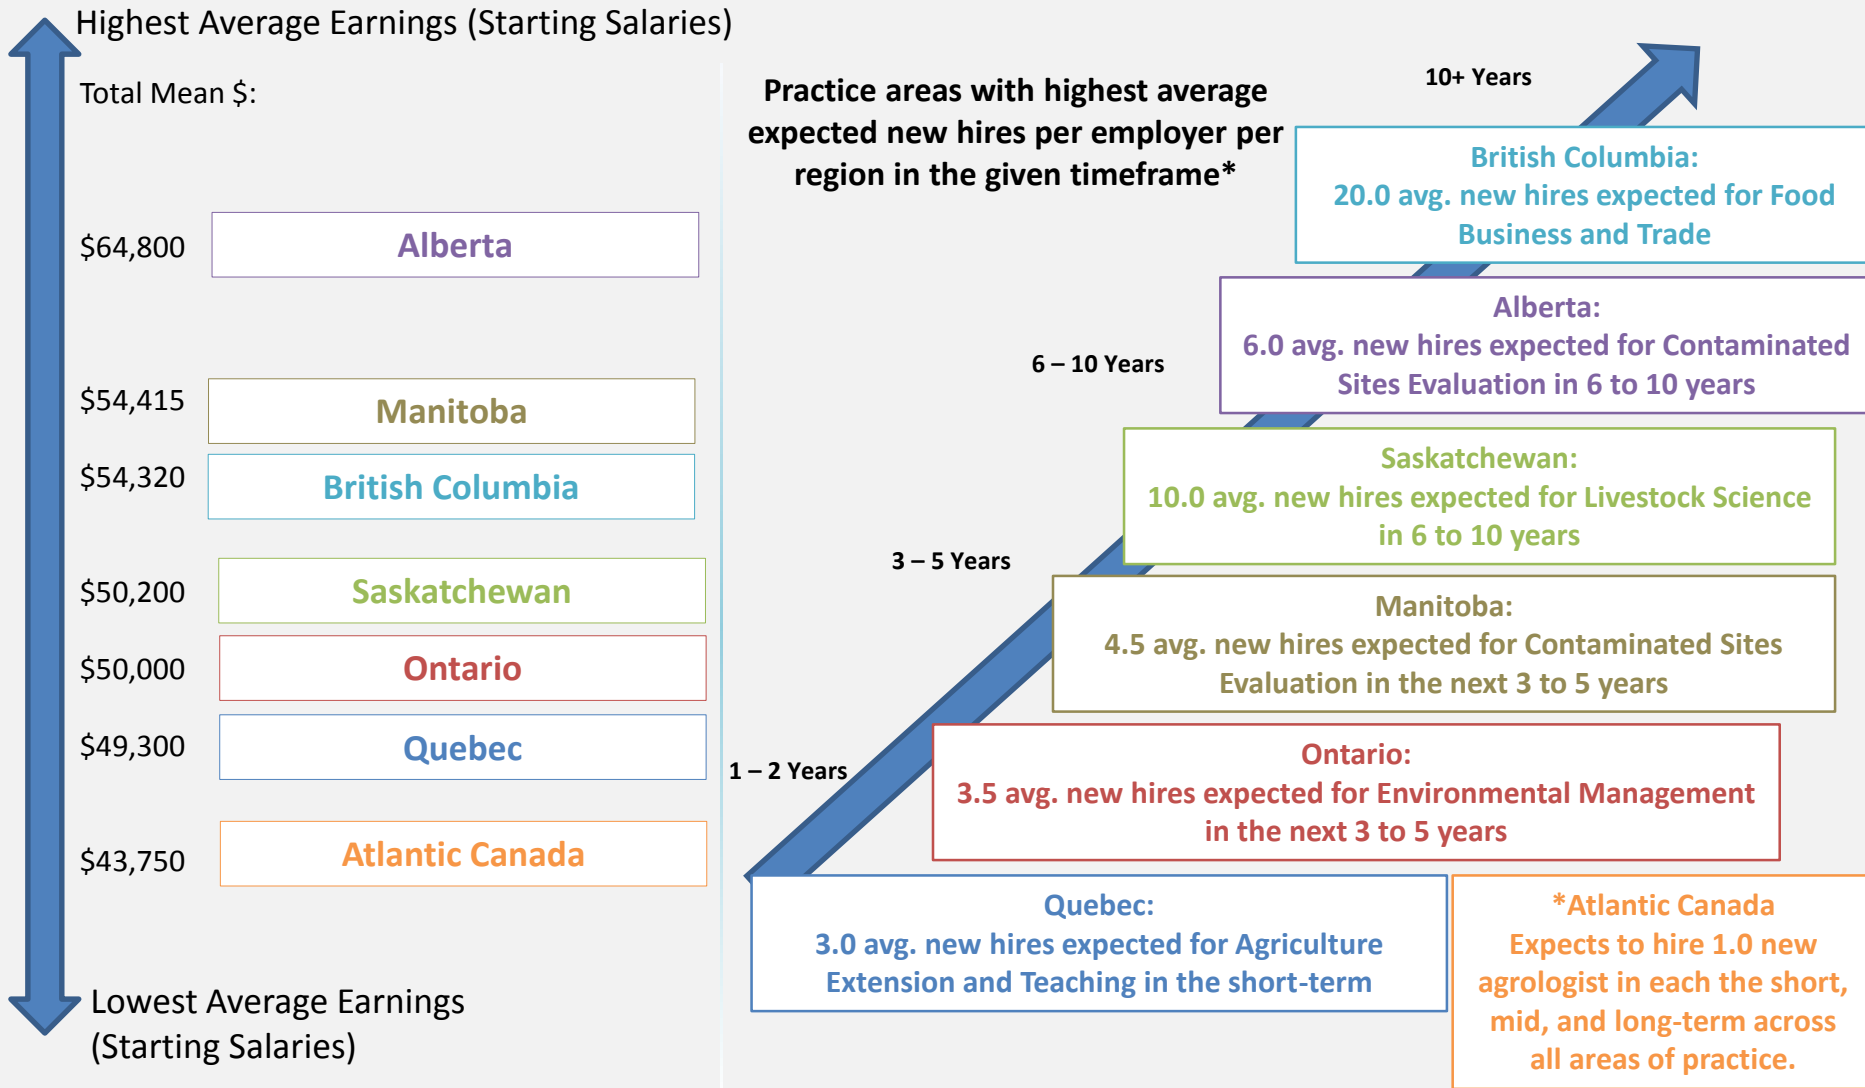 Highest Average Earnings (Starting Salaries)
Total Mean $:
$64,800
Alberta
$54,415
Manitoba
$54,320
British Columbia
$50,200
Saskatchewan
$50,000
Ontario
$49,300
Quebec
$43,750
Atlantic Canada
Lowest Average Earnings
(Starting Salaries)
Practice areas with highest average
expected new hires per employer per
region in the given timeframe*
10+ Years
British Columbia:
20.0 avg. new hires expected for Food
Business and Trade
Alberta:
6.0 avg. new hires expected for Contaminated
Sites Evaluation in 6 to 10 years
6 – 10 Years
Saskatchewan:
10.0 avg. new hires expected for Livestock Science
in 6 to 10 years
3 – 5 Years
Manitoba:
4.5 avg. new hires expected for Contaminated Sites
Evaluation in the next 3 to 5 years
1 – 2 Years
Ontario:
3.5 avg. new hires expected for Environmental Management
in the next 3 to 5 years
Quebec:
3.0 avg. new hires expected for Agriculture
Extension and Teaching in the short-term
*Atlantic Canada
Expects to hire 1.0 new
agrologist in each the short,
mid, and long-term across
all areas of practice.